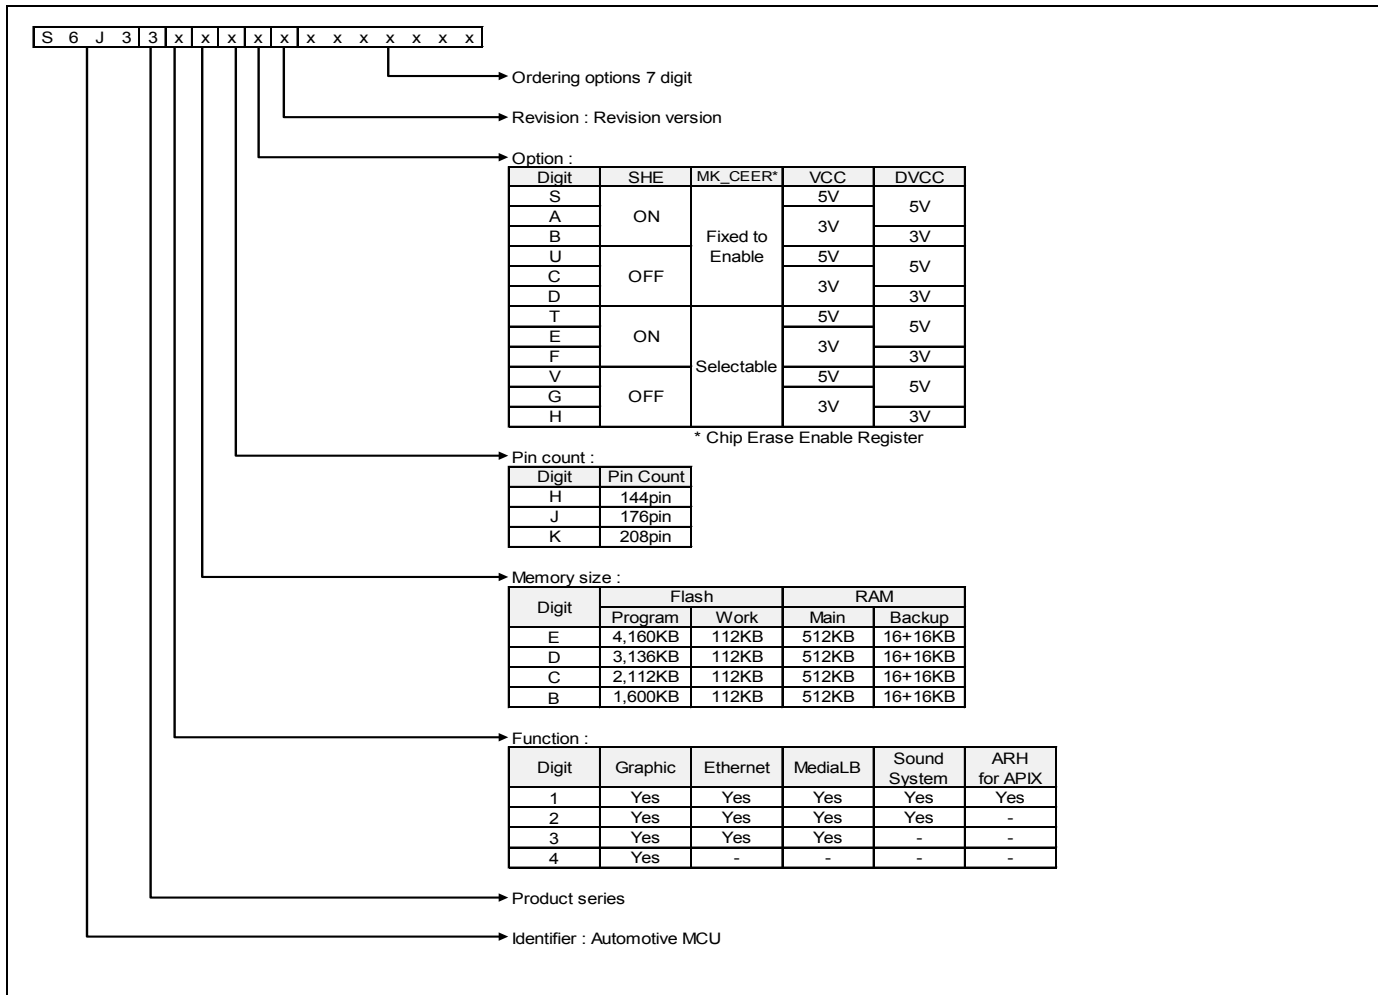 S 6 J 3 3 x x x x x x x x x x x x
Ordering options 7 digit
Revision : Revision version
Option :
Digit SHE MK_CEER* VCC DVCC
S ON Fixed to Enable 5V 5V
A 3V
B 3V
U OFF 5V 5V
C 3V
D 3V
T ON Selectable 5V 5V
E 3V
F 3V
V OFF 5V 5V
G 3V
H 3V
* Chip Erase Enable Register
Pin count :
Digit Pin Count
H 144pin
J 176pin
K 208pin
Memory size :
Digit Flash RAM
Program Work Main Backup
E 4,160KB 112KB 512KB 16+16KB
D 3,136KB 112KB 512KB 16+16KB
C 2,112KB 112KB 512KB 16+16KB
B 1,600KB 112KB 512KB 16+16KB
Function :
Digit Graphic Ethernet MediaLB Sound System ARH for APIX
1 Yes Yes Yes Yes Yes
2 Yes Yes Yes Yes -
3 Yes Yes Yes - -
4 Yes - - - -
Product series
Identifier : Automotive MCU